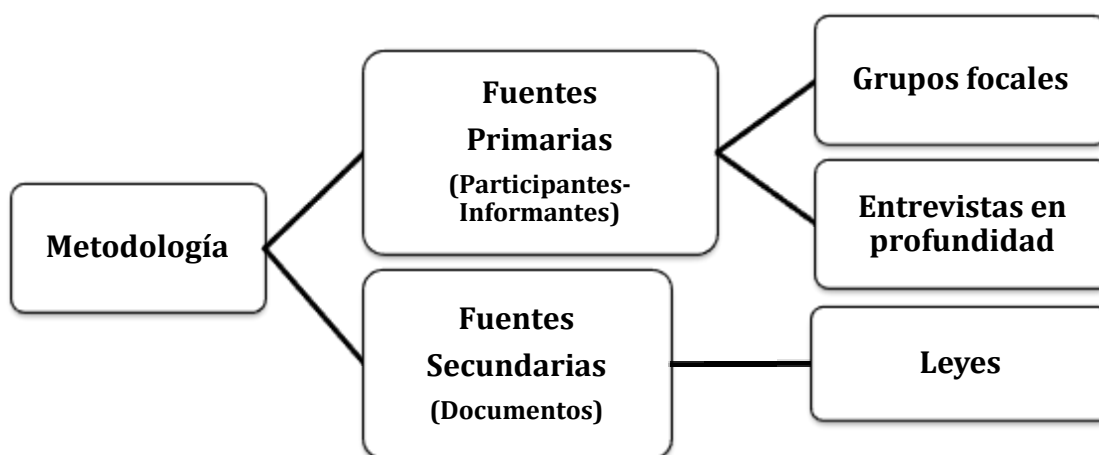 Metodología
Fuentes
Primarias
(Participantes-
Informantes)
Fuentes
Secundarias
(Documentos)
Grupos focales
Entrevistas en
profundidad
Leyes